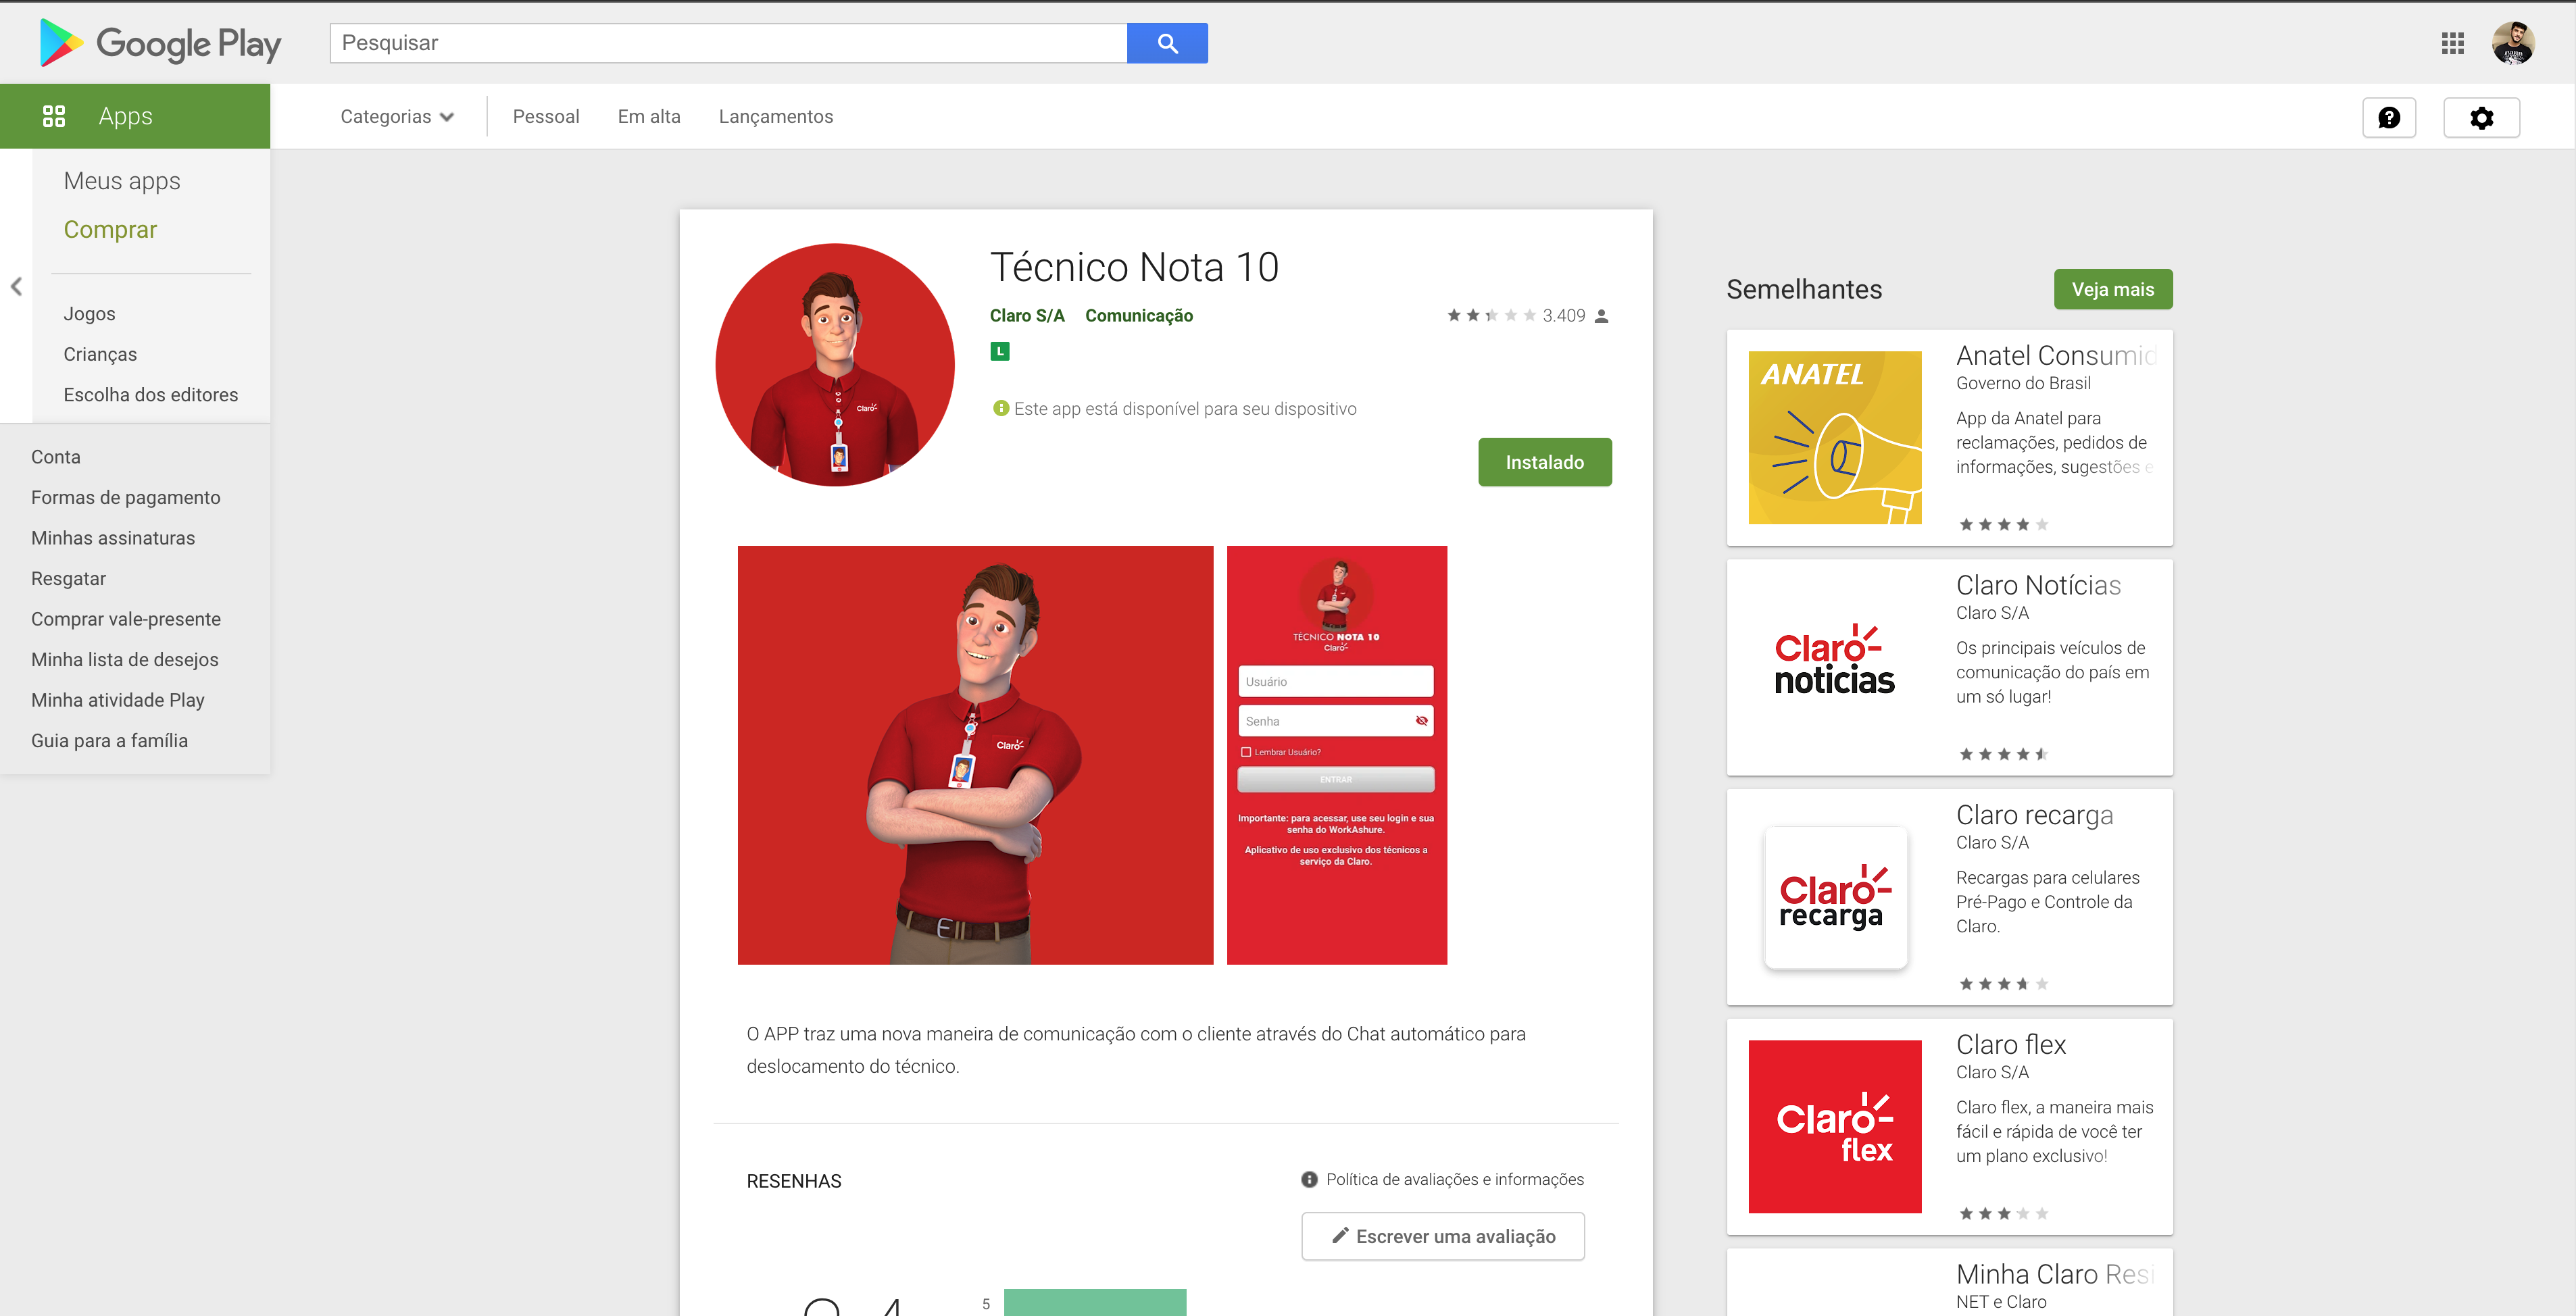 Google Play
Pesquisar
Apps
Categorias
Pessoal
Em alta
Lançamentos
Meus apps
Comprar
Jogos
Crianças
Escolha dos editores
Conta
Formas de pagamento
Minhas assinaturas
Resgatar
Comprar vale-presente
Minha lista de desejos
Minha atividade Play
Guia para a família
Técnico Nota 10
Claro S/A Comunicação
3.409
L
Este app está disponível para seu dispositivo
Instalado
Claro
Claro
TÉCNICO NOTA 10
Claro
Usuário
Senha
Lembrar Usuário?
ENTRAR
Importante: para acessar, use seu login e sua
senha do WorkAshure.
Aplicativo de uso exclusivo dos técnicos a
serviço da Claro.
O APP traz uma nova maneira de comunicação com o cliente através do Chat automático para
deslocamento do técnico.
RESENHAS
Política de avaliações e informações
Escrever uma avaliação
5
Semelhantes
Veja mais
ANATEL
Anatel Consumid
Governo do Brasil
App da Anatel para
reclamações, pedidos de
informações, sugestões e
Claro
notícias
Claro Notícias
Claro S/A
Os principais veículos de
comunicação do país em
um só lugar!
Claro
recarga
Claro recarga
Claro S/A
Recargas para celulares
Pré-Pago e Controle da
Claro.
Claro
flex
Claro flex
Claro S/A
Claro flex, a maneira mais
fácil e rápida de você ter
um plano exclusivo!
Minha Claro Resi
NET e Claro